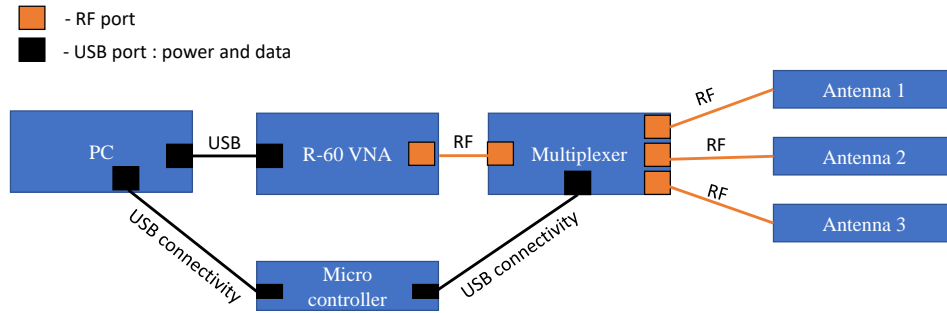 - RF port
- USB port : power and data
PC
USB
R-60 VNA
RF
Multiplexer
RF
Antenna 1
RF
Antenna 2
RF
Antenna 3
USB connectivity
Micro
controller
USB connectivity